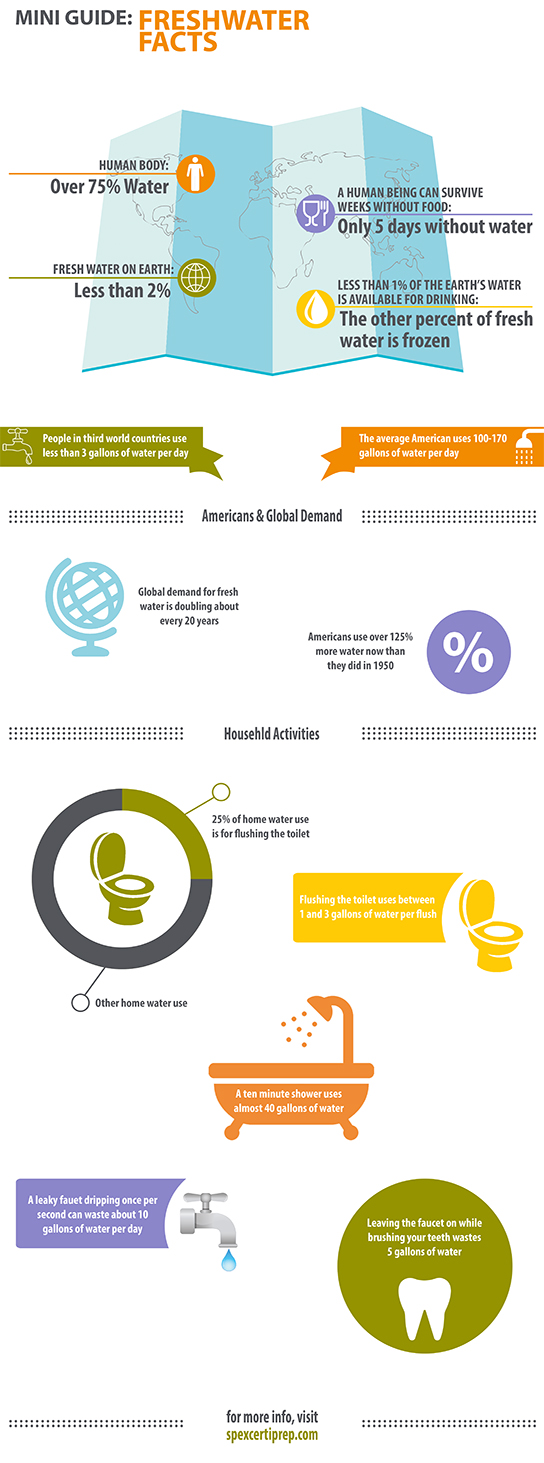 MINI GUIDE: FRESHWATER
FACTS
HUMAN BODY:
Over 75% Water
A HUMAN BEING CAN SURVIVE
WEEKS WITHOUT FOOD:
Only 5 days without water
FRESH WATER ON EARTH:
Less than 2%
LESS THAN 1% OF THE EARTH'S WATER
IS AVAILABLE FOR DRINKING:
The other percent of fresh
water is frozen
People in third world countries use
less than 3 gallons of water per day
The average American uses 100-170
gallons of water per day
Americans & Global Demand
Global demand for fresh
water is doubling about
every 20 years
Americans use over 125%
more water now than
they did in 1950
%
Househld Activities
25% of home water use
is for flushing the toilet
Flushing the toilet uses between
1 and 3 gallons of water per flush
Other home water use
A ten minute shower uses
almost 40 gallons of water
A leaky fauet dripping once per
second can waste about 10
gallons of water per day
Leaving the faucet on while
brushing your teeth wastes
5 gallons of water
for more info, visit
spexcertiprep.com